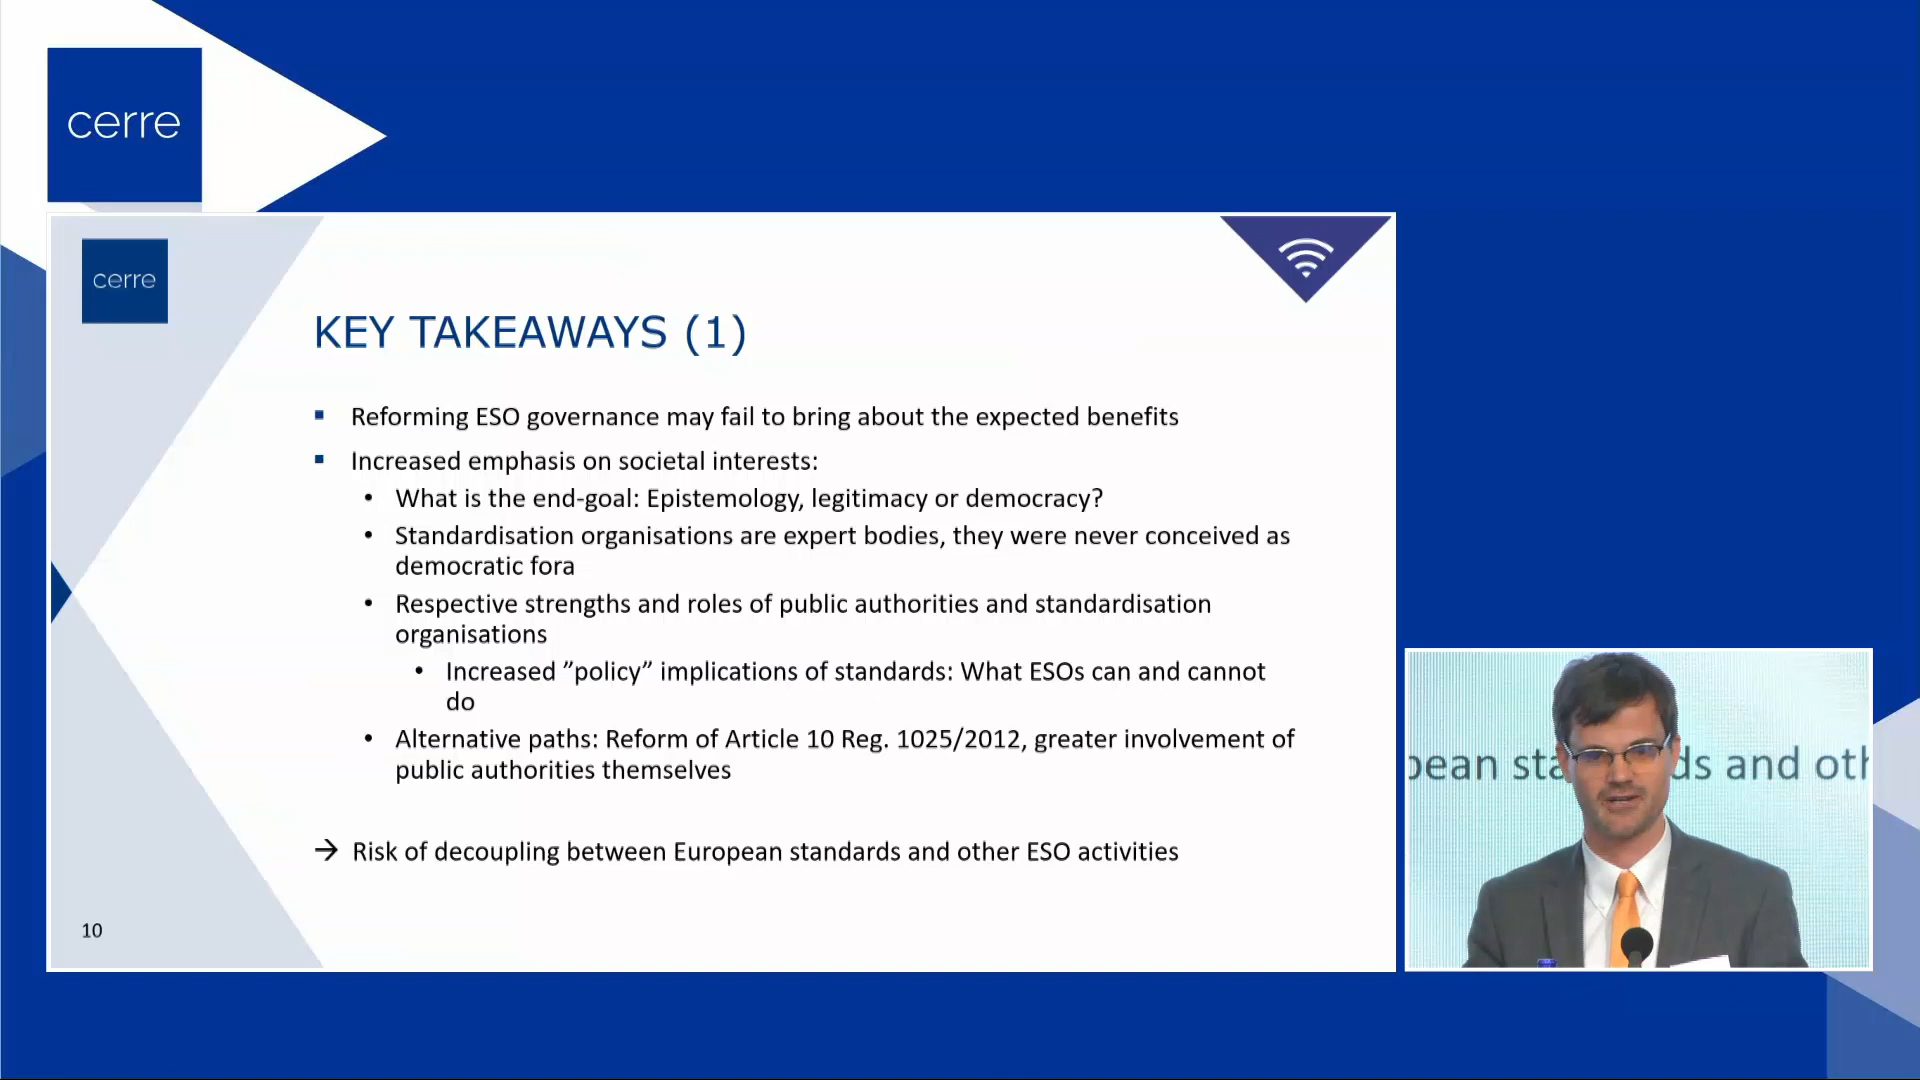 cerre
cerre
KEY TAKEAWAYS (1)
▪ Reforming ESO governance may fail to bring about the expected benefits
▪ Increased emphasis on societal interests:
• What is the end-goal: Epistemology, legitimacy or democracy?
• Standardisation organisations are expert bodies, they were never conceived as
democratic fora
• Respective strengths and roles of public authorities and standardisation
organisations
• Increased ”policy” implications of standards: What ESOs can and cannot
do
• Alternative paths: Reform of Article 10 Reg. 1025/2012, greater involvement of
public authorities themselves
→ Risk of decoupling between European standards and other ESO activities
10
pean sta ds and oth